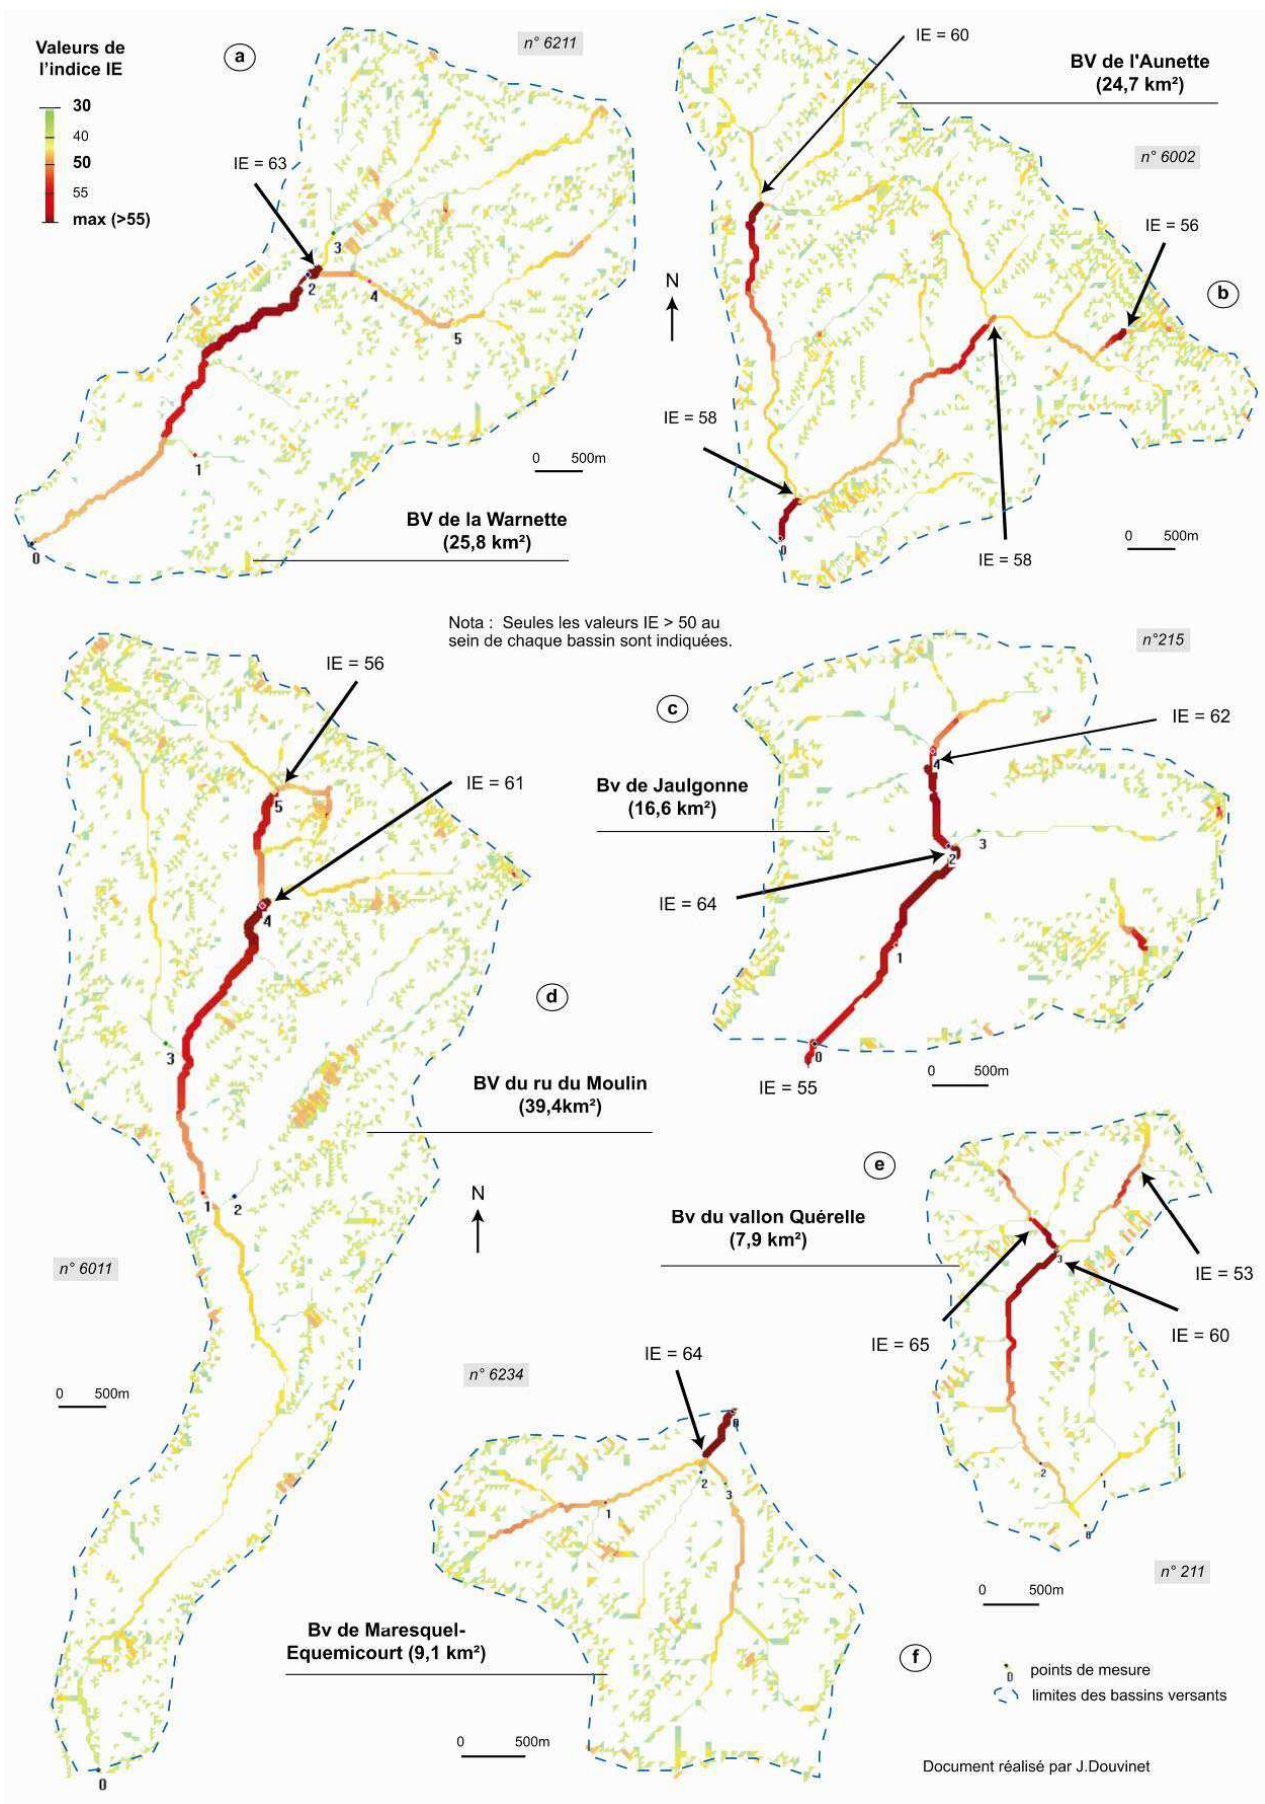 Valeurs de
l'indice IE
30
40
50
55
max (>55)
a
n° 6211
IE = 63
3
2
4
5
1
0
0 500m
BV de la Warnette
(25,8 km²)
IE = 60
BV de l'Aunette
(24,7 km²)
n° 6002
IE = 56
N
b
IE = 58
0
IE = 58
0 500m
Nota : Seules les valeurs IE > 50 au
sein de chaque bassin sont indiquées.
IE = 56
IE = 61
5
4
d
3
BV du ru du Moulin
(39,4km²)
1
2
N
n° 6011
0 500m
0
n°215
c
IE = 62
Bv de Jaulgonne
(16,6 km²)
4
3
2
IE = 64
1
0
IE = 55
0 500m
e
Bv du vallon Quérelle
(7,9 km²)
3
IE = 53
IE = 60
IE = 65
2
1
0
n° 211
0 500m
IE = 64
n° 6234
0
2
3
1
Bv de Maresquel-
Equemicourt (9,1 km²)
f
0 500m
0 points de mesure
limites des bassins versants
Document réalisé par J.Douvinet